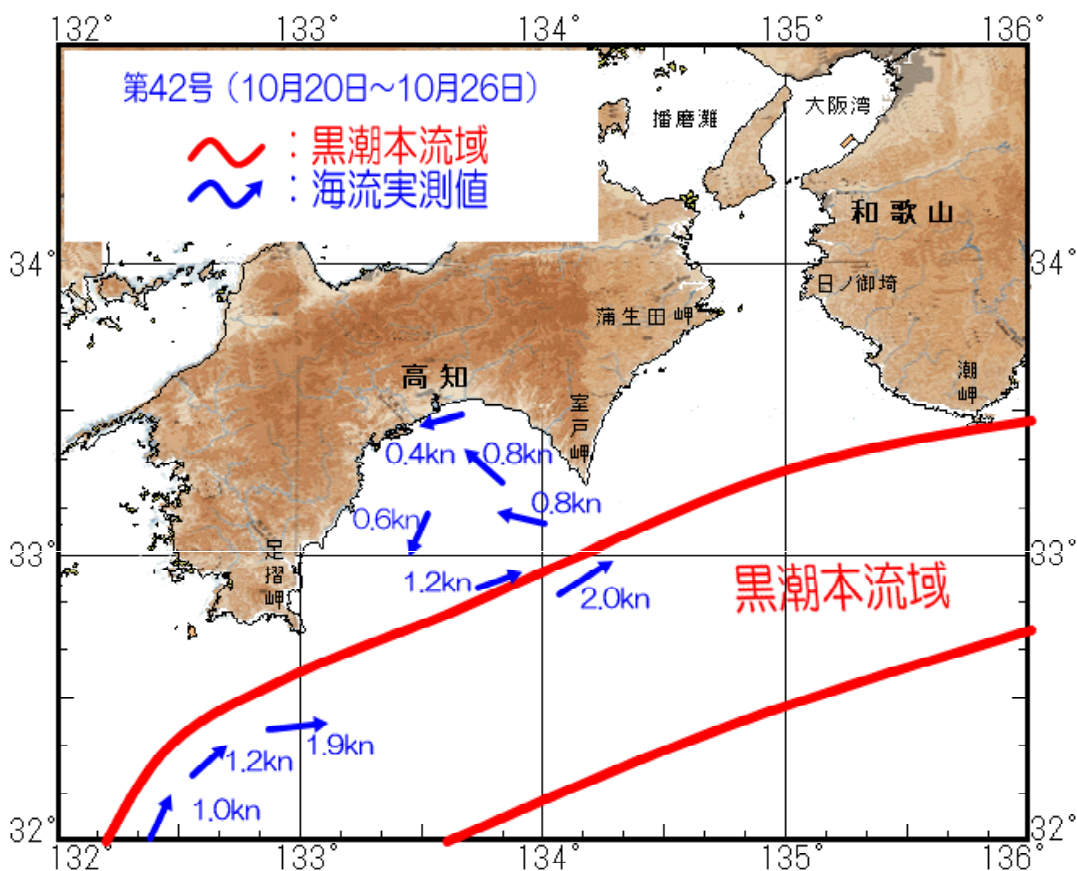 132° 133° 134° 135° 136°
第42号（10月20日～10月26日）
：黒潮本流域
：海流実測値
播磨灘
大阪湾
和歌山
34°
34°
日ノ御埼
蒲生田岬
高知
室戸岬
潮岬
0.4kn
0.8kn
0.8kn
0.6kn
足摺岬
33°
33°
1.2kn
2.0kn
黒潮本流域
1.9kn
1.2kn
1.0kn
32°
32°
132° 133° 134° 135° 136°